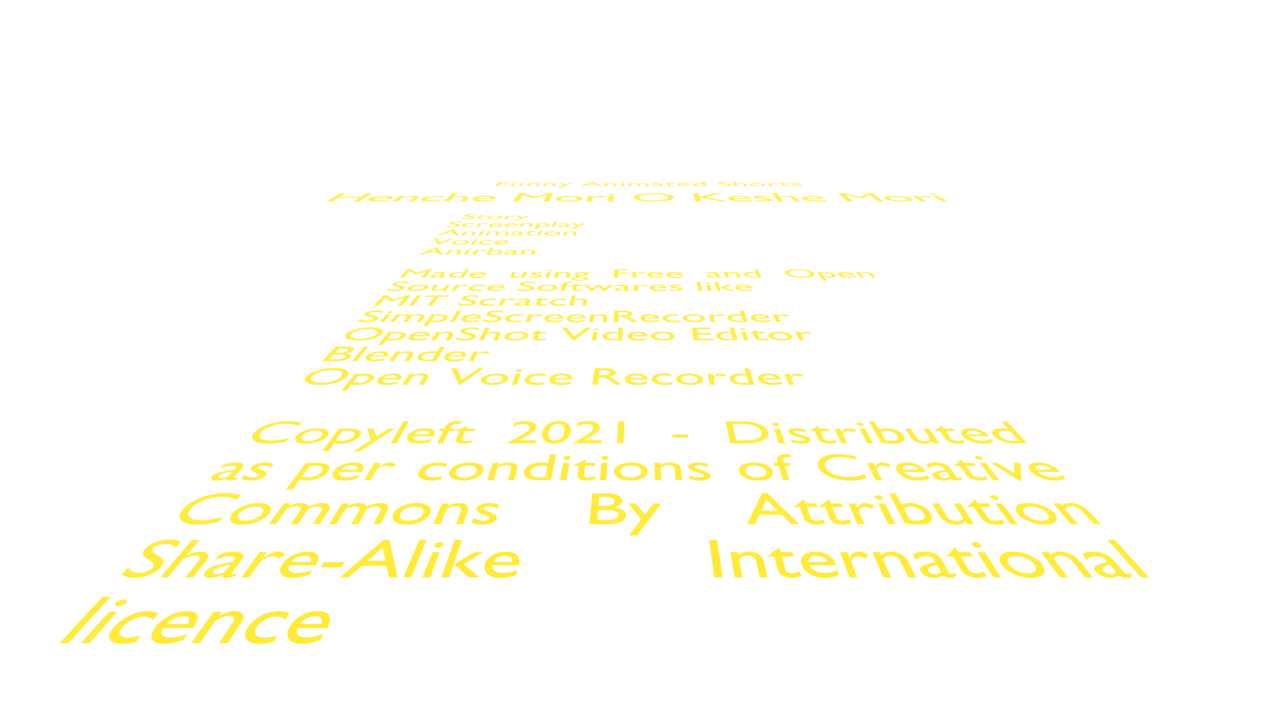 Funny Animated Shorts
Henche Mori O Keshe Mori
Story
Screenplay
Animation
Voice
Anirban
Made using Free and Open
Source Softwares like
MIT Scratch
SimpleScreenRecorder
OpenShot Video Editor
Blender
Open Voice Recorder
Copyleft 2021 - Distributed
as per conditions of Creative
Commons By Attribution
Share-Alike International
licence